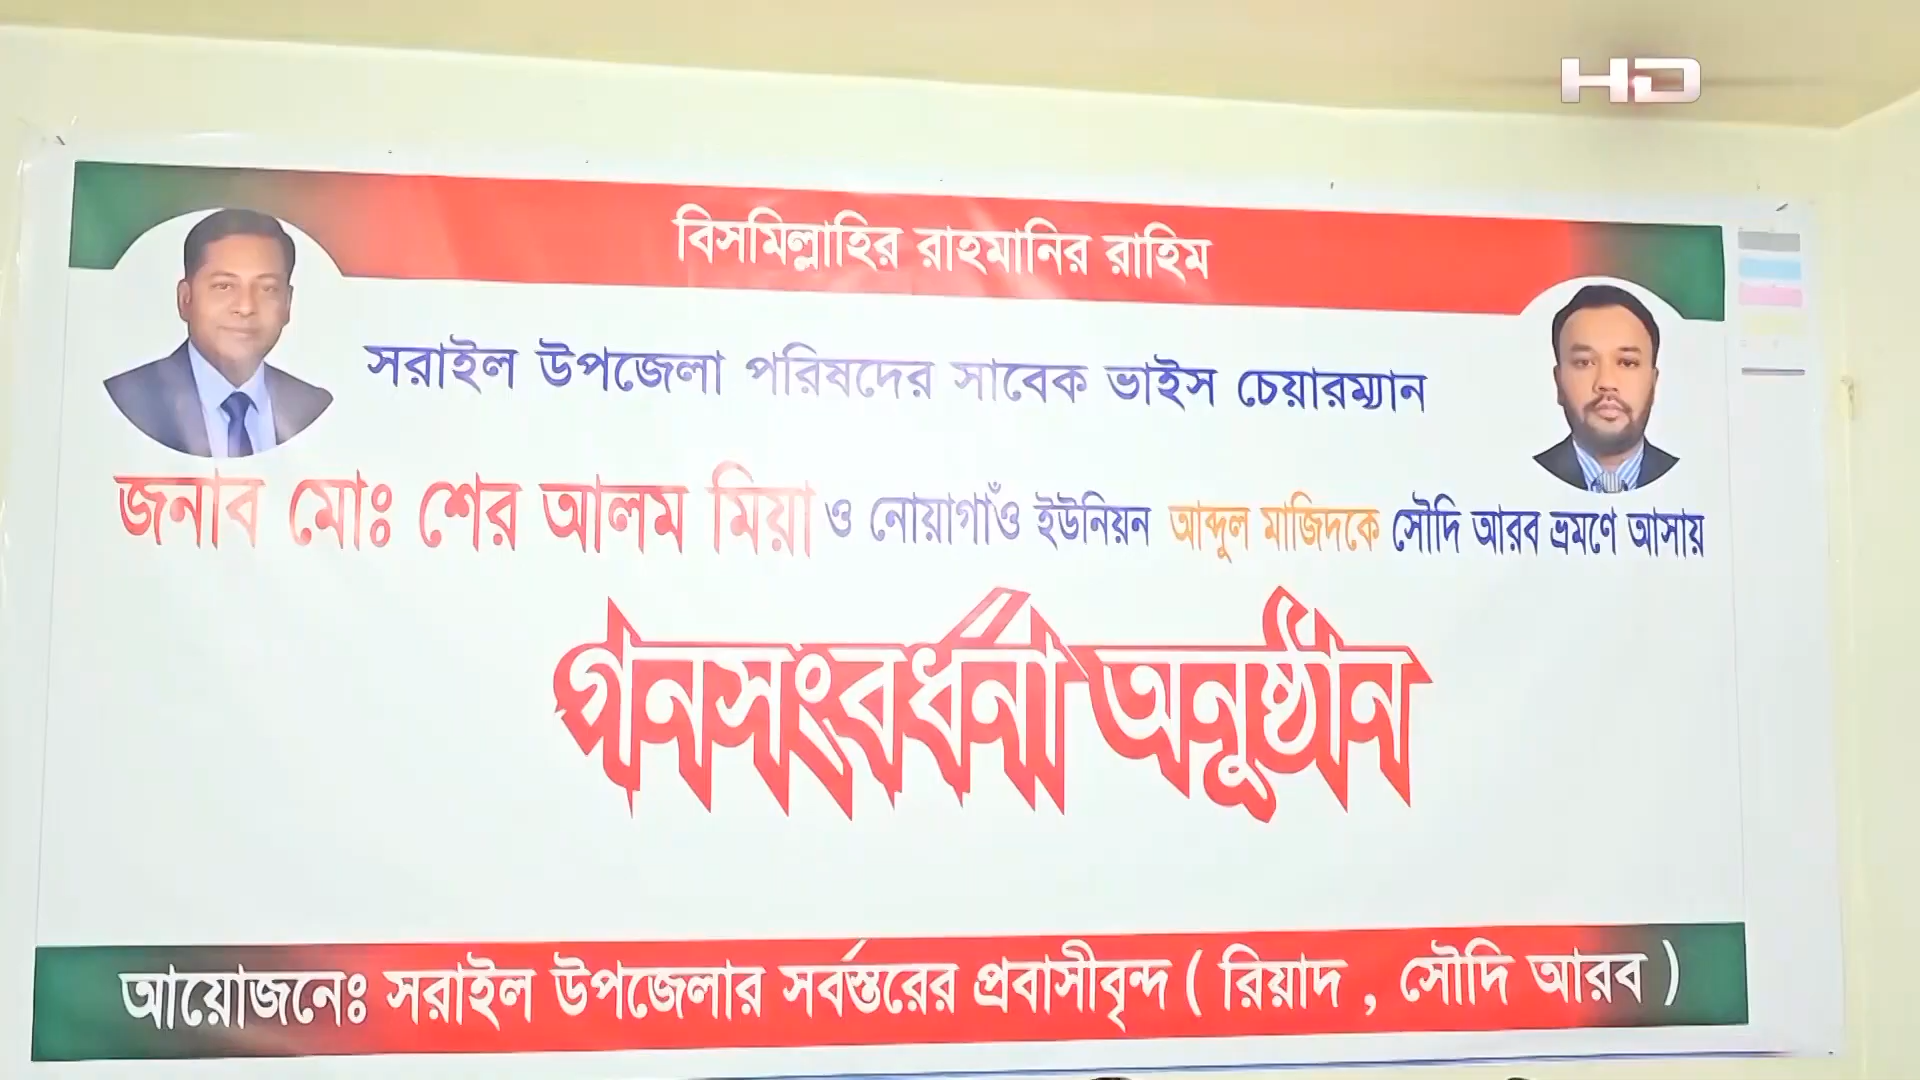 HD
বিসমিল্লাহির রাহমানির রাহিম
সরাইল উপজেলা পরিষদের সাবেক ভাইস চেয়ারম্যান
জনাব মোঃ শের আলম মিয়া ও নোয়াগাঁও ইউনিয়ন আব্দুল মাজিদকে সৌদি আরব ভ্রমণে আসায়
গনসংবর্ধনা অনূষ্ঠান
আয়োজনেঃ সরাইল উপজেলার সর্বস্তরের প্রবাসীবৃন্দ ( রিয়াদ , সৌদি আরব )